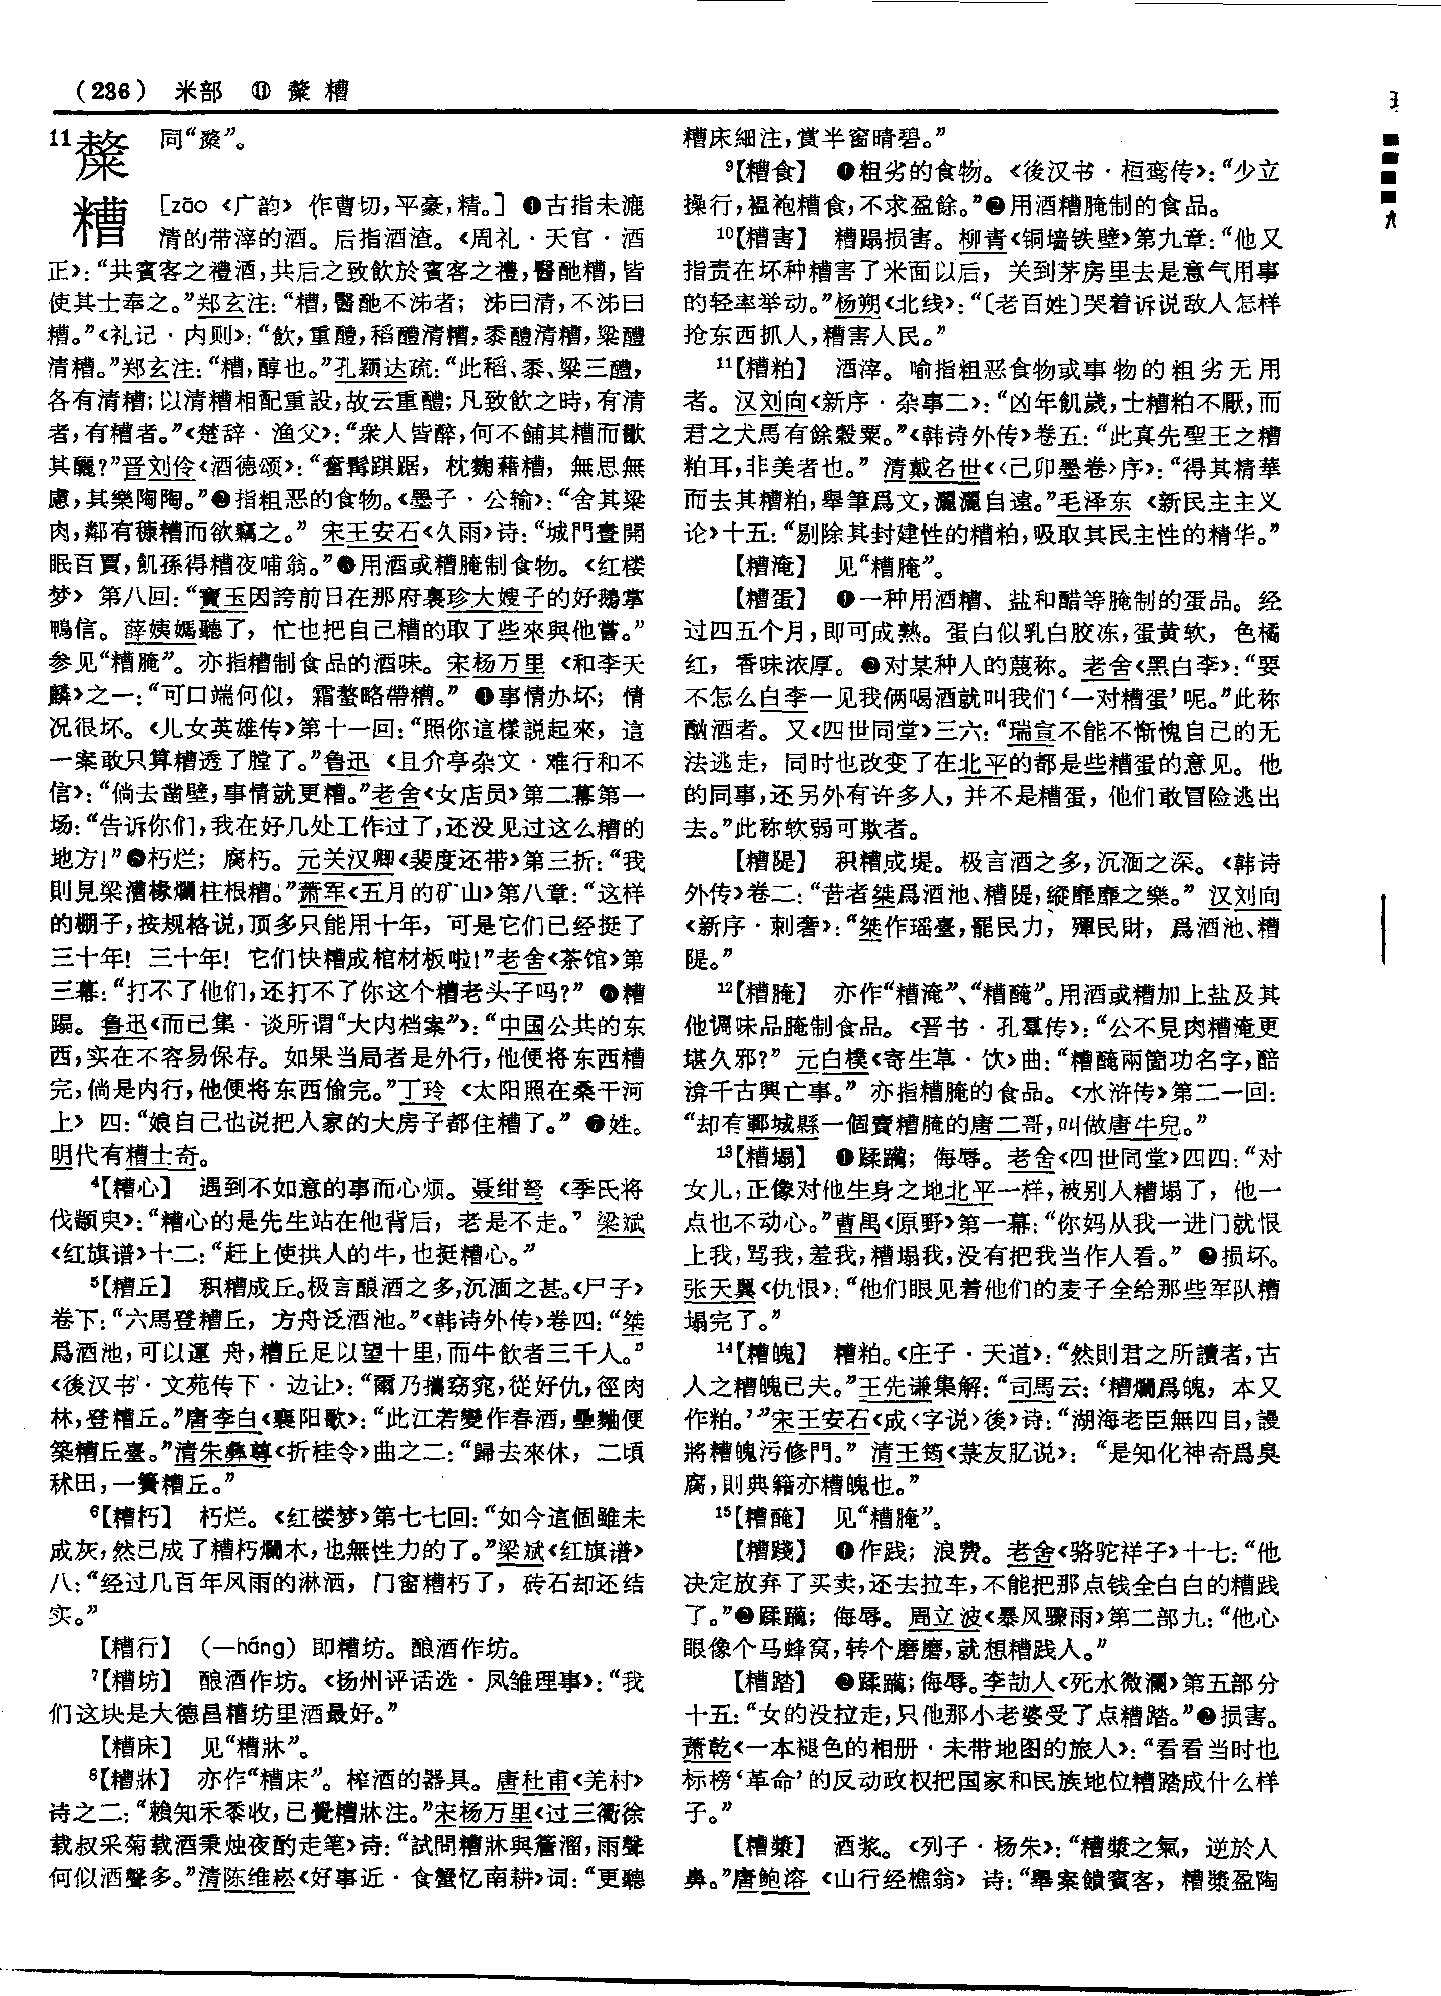 (236) 米部 ⑪ 漦 糟
11 同“漦”。
糟 [zāo 《广韵》 作曹切,平豪,精。] ❶古指未漉
清的带滓的酒。后指酒渣。《周礼·天官·酒
正》:“共賓客之禮酒,共后之致飲於賓客之禮,醫酏糟,皆
使其士奉之。”郑玄注:“糟,醫酏不泲者; 泲曰清,不泲曰
糟。”《礼记·内则》:“飲,重醴,稻醴清糟,黍醴清糟,粱醴
清糟。”郑玄注:“糟,醇也。”孔颖达疏:“此稻、黍、粱三醴,
各有清糟;以清糟相配重設,故云重醴;凡致飲之時,有清
者,有糟者。”《楚辞·渔父》:“衆人皆醉,何不餔其糟而歠
其釃?”晋刘伶《酒德颂》:“奮髯踑踞, 枕麴藉糟, 無思無
慮,其樂陶陶。”❷指粗恶的食物。《墨子·公输》:“舍其粱
肉,鄰有穅糟而欲竊之。” 宋王安石《久雨》诗:“城門晝開
眠百賈,飢孫得糟夜哺翁。”❸用酒或糟腌制食物。《红楼
梦》 第八回:“寶玉因誇前日在那府裏珍大嫂子的好鵝掌
鴨信。薛姨媽聽了, 忙也把自己糟的取了些來與他嘗。”
参见“糟腌”。亦指糟制食品的酒味。宋杨万里 《和李天
麟》之一:“可口端何似, 霜螯略帶糟。” ❹事情办坏; 情
况很坏。《儿女英雄传》第十一回:“照你這樣説起來, 這
一案敢只算糟透了膛了。”鲁迅 《且介亭杂文·难行和不
信》:“倘去凿壁,事情就更糟。”老舍《女店员》第二幕第一
场:“告诉你们,我在好几处工作过了,还没见过这么糟的
地方!”❺朽烂; 腐朽。元关汉卿《裴度还带》第三折:“我
則見梁漕椽爛柱根糟。”萧军《五月的矿山》第八章:“这样
的棚子,按规格说,顶多只能用十年, 可是它们已经挺了
三十年! 三十年! 它们快糟成棺材板啦!”老舍《茶馆》第
三幕:“打不了他们,还打不了你这个糟老头子吗?” ❻糟
蹋。鲁迅《而已集·谈所谓“大内档案”》:“中国公共的东
西,实在不容易保存。如果当局者是外行,他便将东西糟
完,倘是内行,他便将东西偷完。”丁玲 《太阳照在桑干河
上》 四:“娘自己也说把人家的大房子都住糟了。” ❼姓。
明代有糟士奇。
4【糟心】 遇到不如意的事而心烦。聂绀弩 《季氏将
伐颛臾》:“糟心的是先生站在他背后, 老是不走。” 梁斌
《红旗谱》十二:“赶上使拱人的牛,也挺糟心。”
5【糟丘】 积糟成丘。极言酿酒之多,沉湎之甚。《尸子》
卷下:“六馬登糟丘, 方舟泛酒池。”《韩诗外传》卷四:“桀
爲酒池,可以運 舟,糟丘足以望十里,而牛飲者三千人。”
《後汉书·文苑传下·边让》:“爾乃攜窈窕,從好仇,徑肉
林,登糟丘。”唐李白《襄阳歌》:“此江若變作春酒,壘麯便
築糟丘臺。”清朱彝尊《折桂令》曲之二:“歸去來休, 二頃
秫田,一簣糟丘。”
6【糟朽】 朽烂。《红楼梦》第七七回:“如今這個雖未
成灰,然已成了糟朽爛木,也無性力的了。”梁斌《红旗谱》
八:“经过几百年风雨的淋洒, 门窗糟朽了, 砖石却还结
实。”
【糟行】 (—háng) 即糟坊。酿酒作坊。
7【糟坊】 酿酒作坊。《扬州评话选·凤雏理事》:“我
们这块是大德昌糟坊里酒最好。”
【糟床】 见“糟牀”。
8【糟牀】 亦作“糟床”。榨酒的器具。唐杜甫《羌村》
诗之二:“賴知禾黍收,已覺糟牀注。”宋杨万里《过三衢徐
载叔采菊载酒秉烛夜酌走笔》诗:“試問糟牀與簷溜,雨聲
何似酒聲多。”清陈维崧《好事近·食蟹忆南耕》词:“更聽
糟床細注,賞半窗晴碧。”
9【糟食】 ❶粗劣的食物。《後汉书·桓鸾传》:“少立
操行,褞袍糟食,不求盈餘。”❷用酒糟腌制的食品。
10【糟害】 糟蹋损害。柳青《铜墙铁壁》第九章:“他又
指责在坏种糟害了米面以后, 关到茅房里去是意气用事
的轻率举动。”杨朔《北线》:“〔老百姓〕哭着诉说敌人怎样
抢东西抓人,糟害人民。”
11【糟粕】 酒滓。喻指粗恶食物或事物的粗劣无用
者。汉刘向《新序·杂事二》:“凶年飢歲,士糟粕不厭,而
君之犬馬有餘穀粟。”《韩诗外传》卷五:“此真先聖王之糟
粕耳,非美者也。” 清戴名世《〈己卯墨卷〉序》:“得其精華
而去其糟粕,舉筆爲文,灑灑自遠。”毛泽东 《新民主主义
论》十五:“剔除其封建性的糟粕,吸取其民主性的精华。”
【糟淹】 见“糟腌”。
【糟蛋】 ❶一种用酒糟、盐和醋等腌制的蛋品。经
过四五个月,即可成熟。蛋白似乳白胶冻,蛋黄软, 色橘
红, 香味浓厚。❷对某种人的蔑称。老舍《黑白李》:“要
不怎么白李一见我俩喝酒就叫我们‘一对糟蛋’呢。”此称
酗酒者。又《四世同堂》三六:“瑞宣不能不惭愧自己的无
法逃走, 同时也改变了在北平的都是些糟蛋的意见。他
的同事,还另外有许多人, 并不是糟蛋, 他们敢冒险逃出
去。”此称软弱可欺者。
【糟隄】 积糟成堤。极言酒之多,沉湎之深。《韩诗
外传》卷二:“昔者桀爲酒池、糟隄,縱靡靡之樂。” 汉刘向
《新序·刺奢》:“桀作瑶臺,罷民力, 殫民財, 爲酒池、糟
隄。”
12【糟腌】 亦作“糟淹”、“糟醃”。用酒或糟加上盐及其
他调味品腌制食品。《晋书·孔羣传》:“公不見肉糟淹更
堪久邪?” 元白樸《寄生草·饮》曲:“糟醃兩箇功名字,醅
渰千古興亡事。” 亦指糟腌的食品。《水浒传》第二一回:
“却有鄆城縣一個賣糟腌的唐二哥,叫做唐牛兒。”
13【糟塌】 ❶蹂躏; 侮辱。老舍《四世同堂》四四:“对
女儿,正像对他生身之地北平一样,被别人糟塌了, 他一
点也不动心。”曹禺《原野》第一幕:“你妈从我一进门就恨
上我,骂我,羞我,糟塌我,没有把我当作人看。” ❷损坏。
张天翼《仇恨》:“他们眼见着他们的麦子全给那些军队糟
塌完了。”
14【糟魄】 糟粕。《庄子·天道》:“然則君之所讀者,古
人之糟魄已夫。”王先谦集解:“司馬云:‘糟爛爲魄, 本又
作粕。’”宋王安石《成〈字说〉後》诗:“湖海老臣無四目,謾
將糟魄污修門。” 清王筠《菉友肊说》: “是知化神奇爲臭
腐,則典籍亦糟魄也。”
15【糟醃】 见“糟腌”。
【糟踐】 ❶作践; 浪费。老舍《骆驼祥子》十七:“他
决定放弃了买卖,还去拉车,不能把那点钱全白白的糟践
了。”❷蹂躏; 侮辱。周立波《暴风骤雨》第二部九:“他心
眼像个马蜂窝,转个磨磨,就想糟践人。”
【糟踏】 ❷蹂躏;侮辱。李劼人《死水微澜》第五部分
十五:“女的没拉走,只他那小老婆受了点糟踏。”❷损害。
萧乾《一本褪色的相册·未带地图的旅人》:“看看当时也
标榜‘革命’的反动政权把国家和民族地位糟踏成什么样
子。”
【糟漿】 酒浆。《列子·杨朱》:“糟漿之氣, 逆於人
鼻。”唐鲍溶 《山行经樵翁》 诗:“舉案饋賓客, 糟漿盈陶